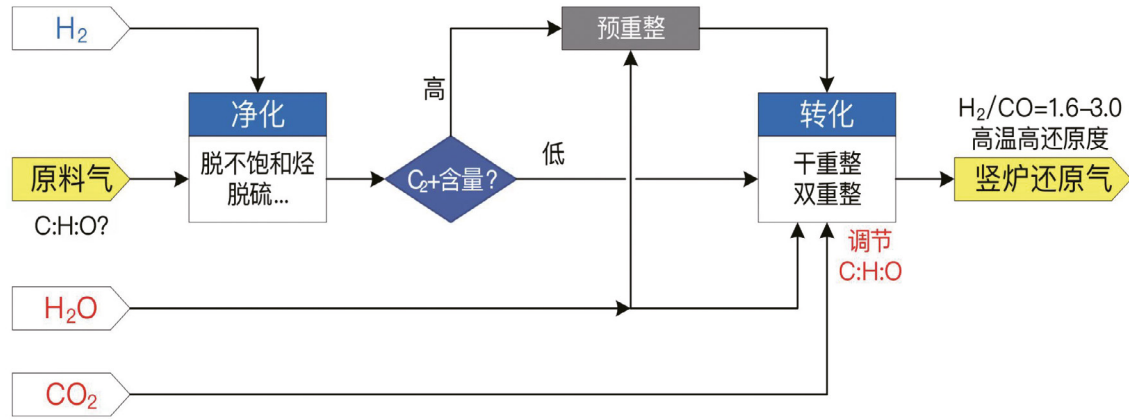 H₂
预重整
高
净化
脱不饱和烃
脱硫...
原料气
C:H:O?
C₂+含量?
低
转化
干重整
双重整
H₂/CO=1.6–3.0
高温高还原度
竖炉还原气
调节
C:H:O
H₂O
CO₂